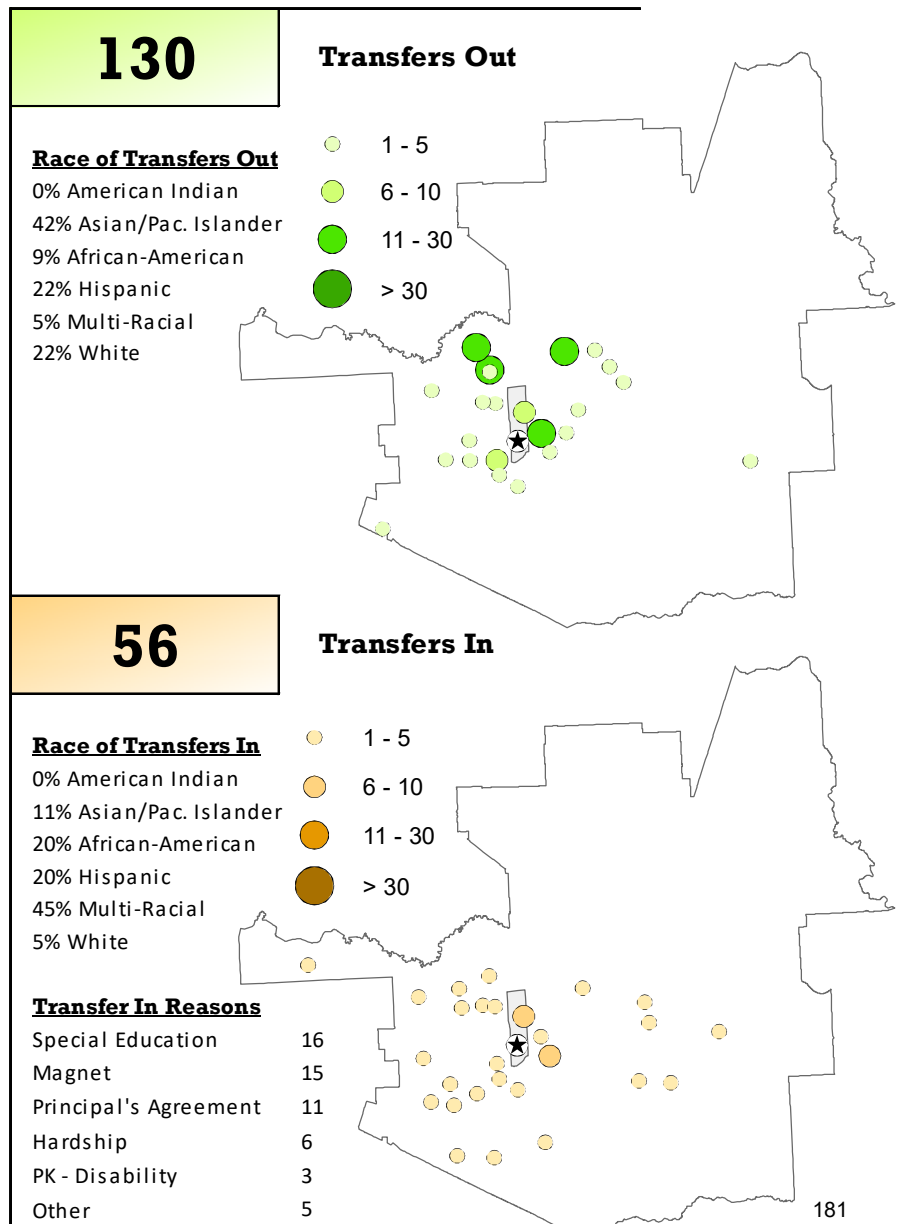 130
Transfers Out
Race of Transfers Out
0% American Indian
42% Asian/Pac. Islander
9% African-American
22% Hispanic
5% Multi-Racial
22% White
1 - 5
6 - 10
11 - 30
> 30
56
Transfers In
Race of Transfers In
0% American Indian
11% Asian/Pac. Islander
20% African-American
20% Hispanic
45% Multi-Racial
5% White
1 - 5
6 - 10
11 - 30
> 30
Transfer In Reasons
Special Education 16
Magnet 15
Principal's Agreement 11
Hardship 6
PK - Disability 3
Other 5
181